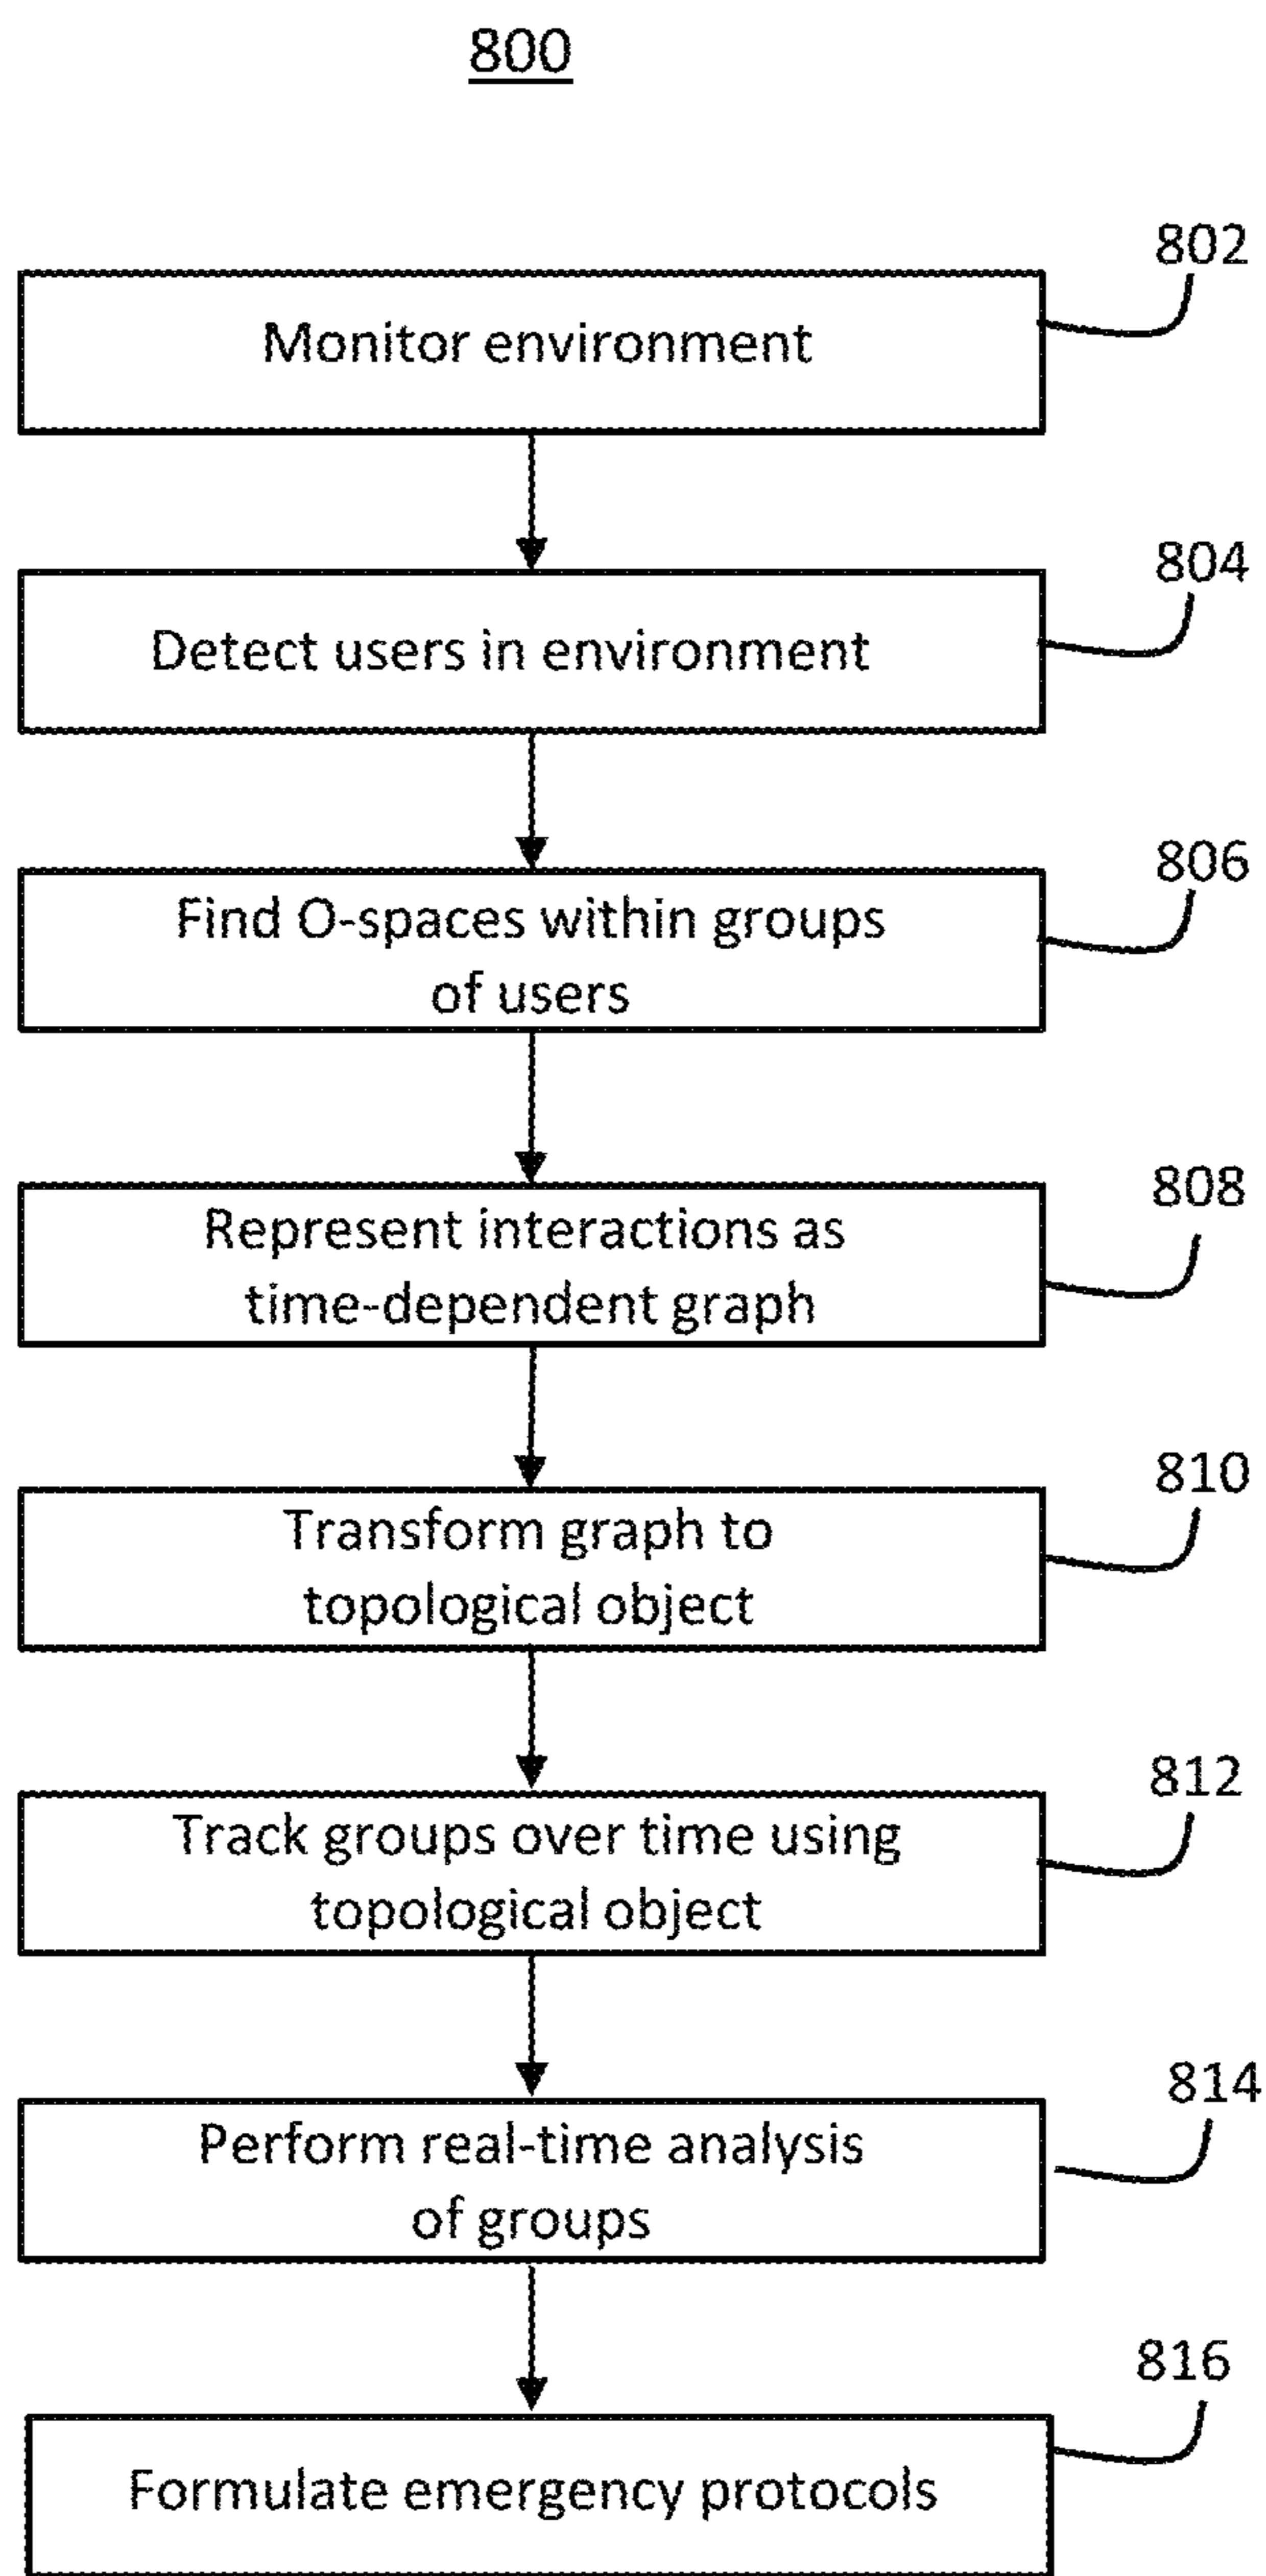 800
802
Monitor environment
804
Detect users in environment
806
Find O-spaces within groups
of users
808
Represent interactions as
time-dependent graph
810
Transform graph to
topological object
812
Track groups over time using
topological object
814
Perform real-time analysis
of groups
816
Formulate emergency protocols